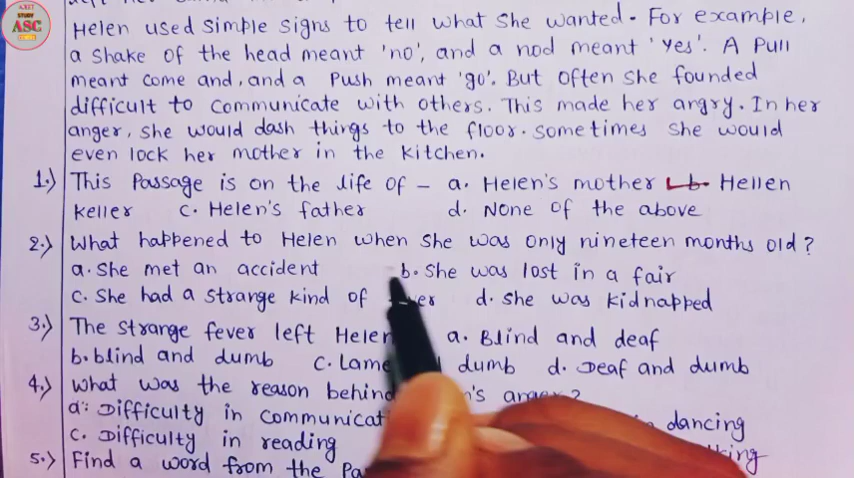 A.XIIT
STUDY
ASC
Helen used simple signs to tell what she wanted. For example,
a shake of the head meant 'no', and a nod meant 'yes'. A Pull
meant come and, and a Push meant 'go'. But often she founded
difficult to communicate with others. This made her angry. In her
anger, she would dash things to the floor. sometimes she would
even lock her mother in the kitchen.
1.) This Passage is on the life of - a. Helen's mother b. Hellen
keller c. Helen's father d. None of the above
2.) What happened to Helen when she was only nineteen months old?
a. She met an accident b. She was lost in a fair
c. She had a strange kind of d. She was kidnapped
3.) The strange fever left Helen a. Blind and deaf
b. blind and dumb c. Lame dumb d. Deaf and dumb
4.) what was the reason behind anger?
a. Difficulty in dancing
c. Difficulty in reading
5.) Find a word from the